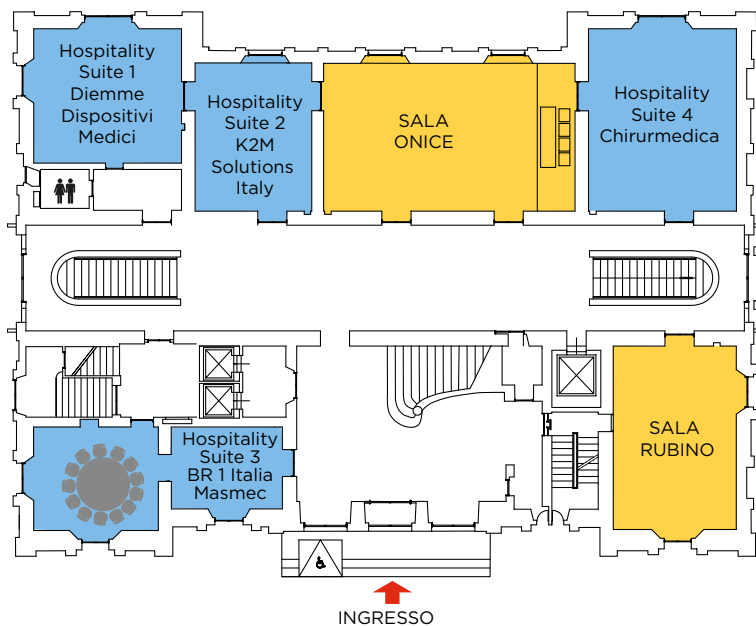 Hospitality
Suite 1
Diemme
Dispositivi
Medici
Hospitality
Suite 2
K2M
Solutions
Italy
SALA
ONICE
Hospitality
Suite 4
Chirurmedica
Hospitality
Suite 3
BR 1 Italia
Masmec
SALA
RUBINO
INGRESSO